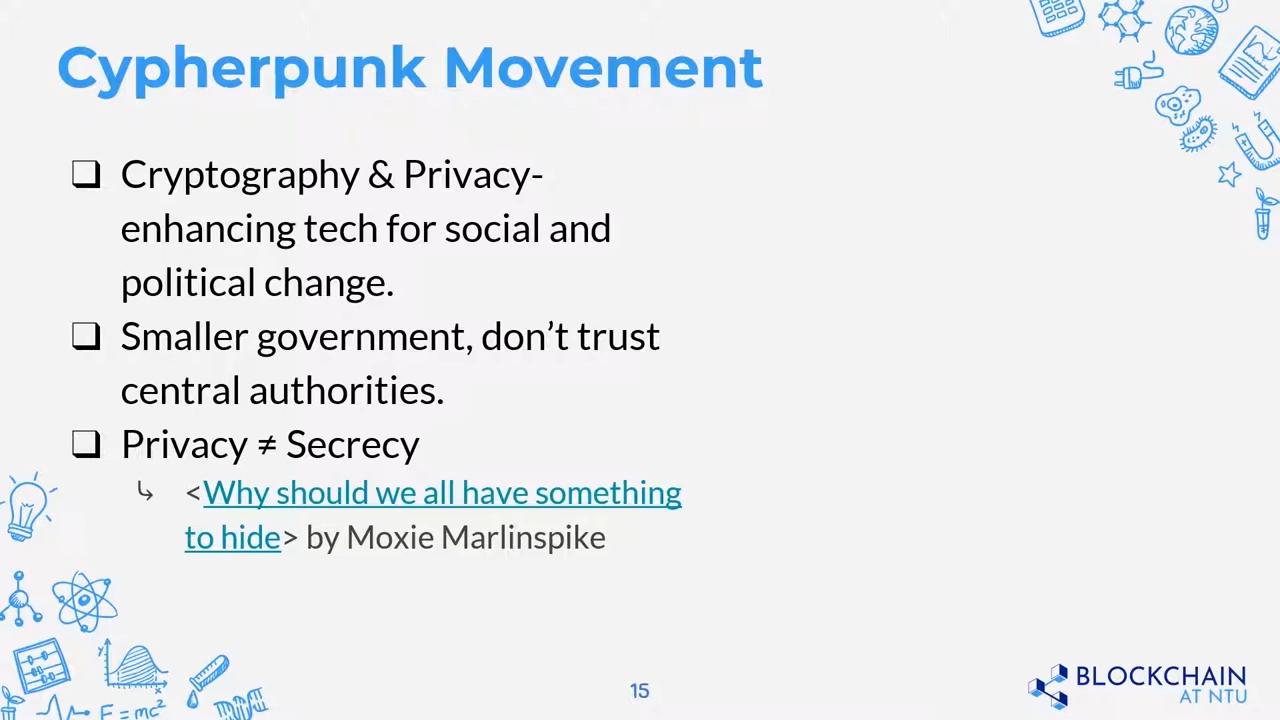 Cypherpunk Movement
❑ Cryptography & Privacy-
enhancing tech for social and
political change.
❑ Smaller government, don’t trust
central authorities.
❑ Privacy ≠ Secrecy
↳ <Why should we all have something
to hide> by Moxie Marlinspike
y
x
E=mc²
15
BLOCKCHAIN
AT NTU